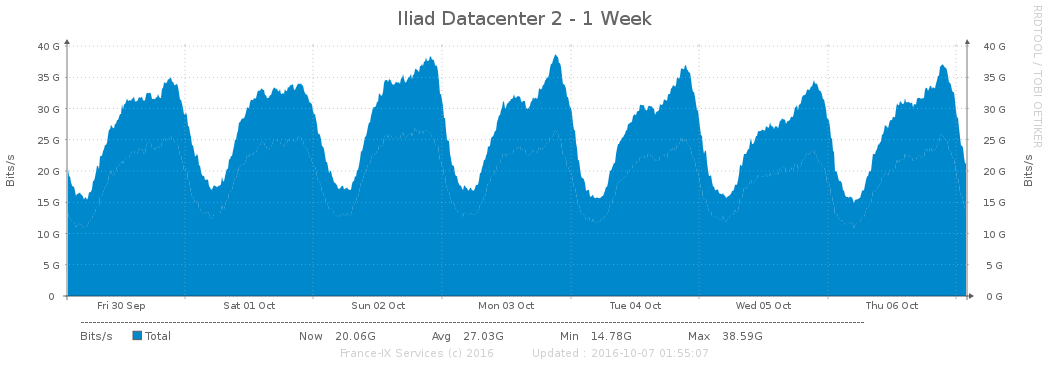 Iliad Datacenter 2 - 1 Week
RRDTOOL / TOBI OETIKER
40 G 40 G
35 G 35 G
30 G 30 G
25 G 25 G
20 G 20 G
15 G 15 G
10 G 10 G
5 G 5 G
0 0 G
Bits/s
Bits/s
Fri 30 Sep Sat 01 Oct Sun 02 Oct Mon 03 Oct Tue 04 Oct Wed 05 Oct Thu 06 Oct
Bits/s Total Now 20.06G Avg 27.03G Min 14.78G Max 38.59G
France-IX Services (c) 2016 Updated : 2016-10-07 01:55:07